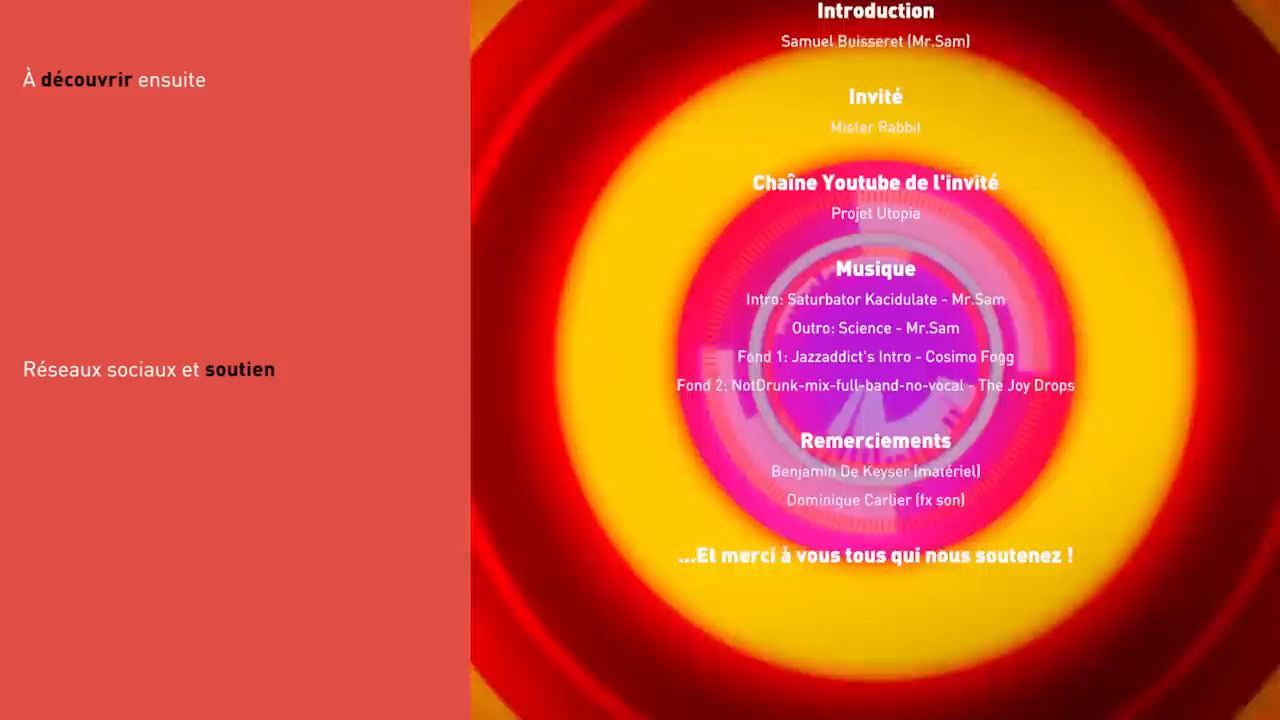 À découvrir ensuite
Réseaux sociaux et soutien
Introduction
Samuel Buisseret (Mr.Sam)
Invité
Mister Rabbit
Chaîne Youtube de l'invité
Projet Utopia
Musique
Intro: Saturbator Kacidulate - Mr.Sam
Outro: Science - Mr.Sam
Fond 1: Jazzaddict's Intro - Cosimo Fogg
Fond 2: NotDrunk-mix-full-band-no-vocal - The Joy Drops
Remerciements
Benjamin De Keyser (matériel)
Dominique Carlier (fx son)
...Et merci à vous tous qui nous soutenez !